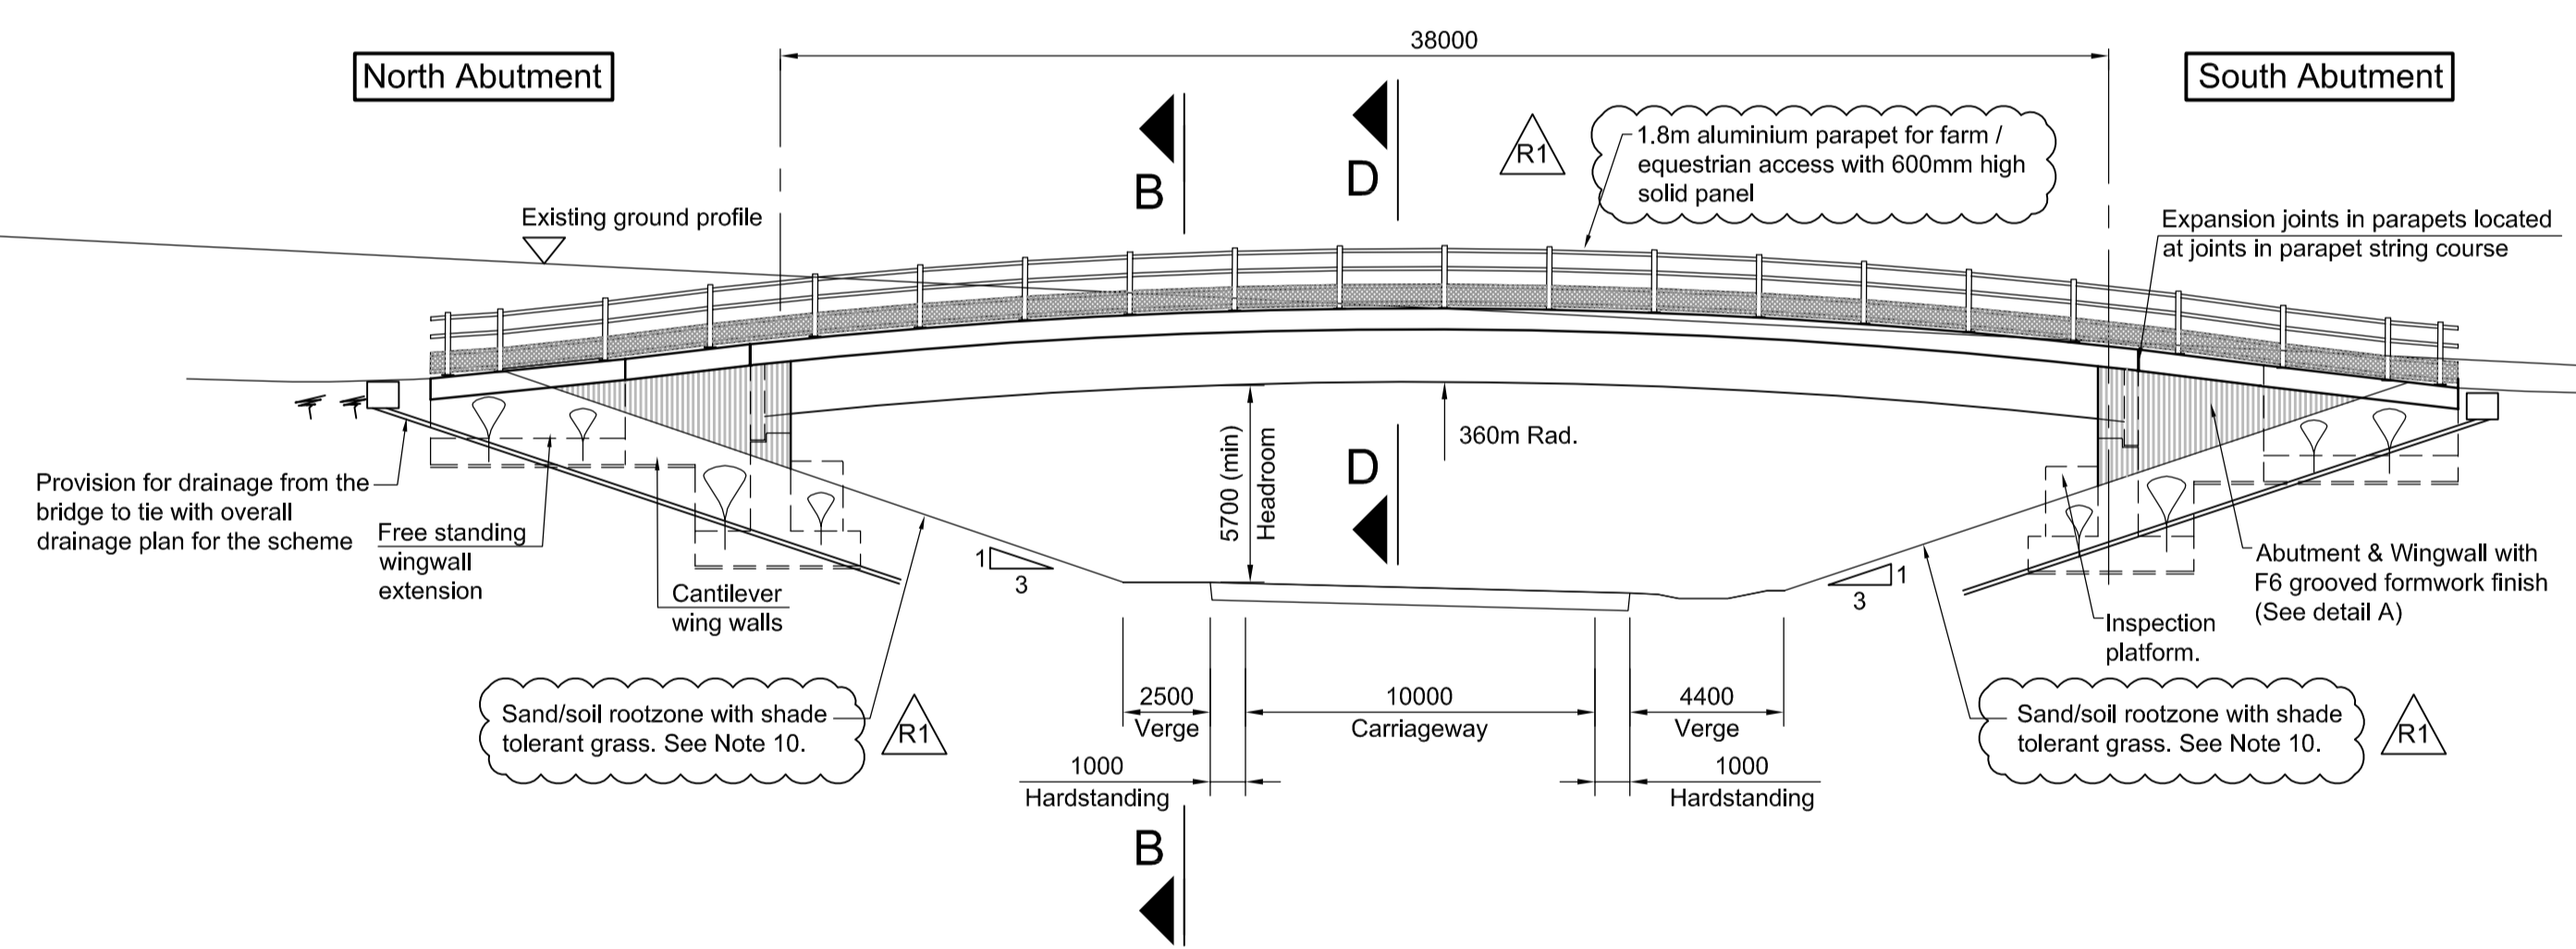 38000
North Abutment
South Abutment
B
D
R1
1.8m aluminium parapet for farm /
equestrian access with 600mm high
solid panel
Existing ground profile
Expansion joints in parapets located
at joints in parapet string course
360m Rad.
5700 (min)
Headroom
D
Provision for drainage from the
bridge to tie with overall
drainage plan for the scheme
Free standing
wingwall
extension
Cantilever
wing walls
1
3
1
3
Abutment & Wingwall with
F6 grooved formwork finish
(See detail A)
Inspection
platform.
Sand/soil rootzone with shade
tolerant grass. See Note 10.
R1
2500
Verge
10000
Carriageway
4400
Verge
Sand/soil rootzone with shade
tolerant grass. See Note 10.
R1
1000
Hardstanding
1000
Hardstanding
B